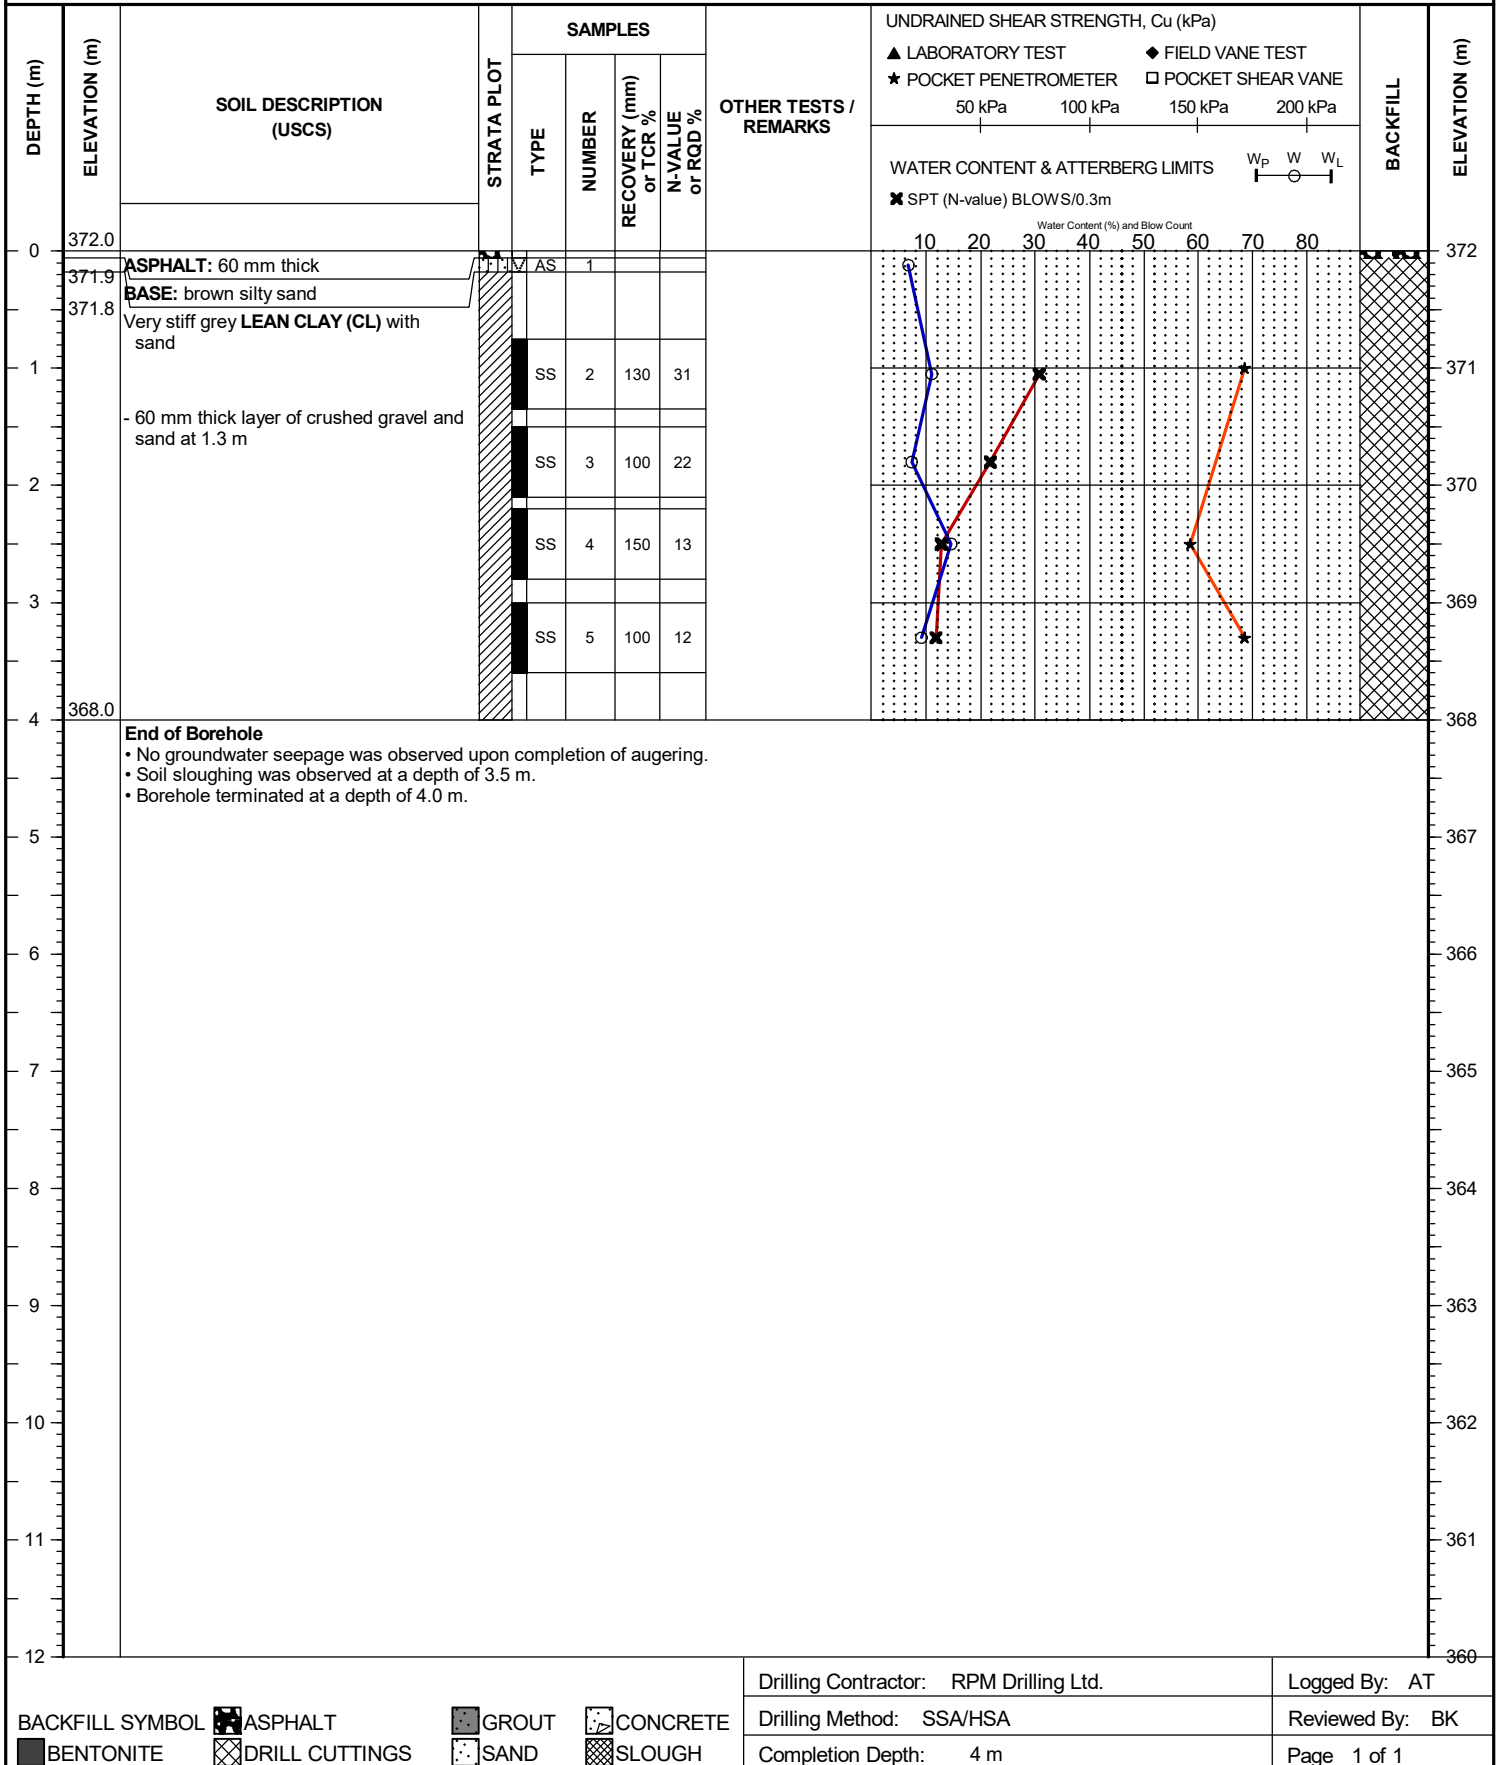 DEPTH (m)
ELEVATION (m)
SOIL DESCRIPTION
(USCS)
STRATA PLOT
SAMPLES
TYPE
NUMBER
RECOVERY (mm)
or TCR %
N-VALUE
or RQD %
OTHER TESTS /
REMARKS
UNDRAINED SHEAR STRENGTH, Cu (kPa)
▲ LABORATORY TEST ◆ FIELD VANE TEST
★ POCKET PENETROMETER □ POCKET SHEAR VANE
50 kPa 100 kPa 150 kPa 200 kPa
WATER CONTENT & ATTERBERG LIMITS WP W WL
✖ SPT (N-value) BLOWS/0.3m
Water Content (%) and Blow Count
10 20 30 40 50 60 70 80
BACKFILL
ELEVATION (m)
0 372.0 372
ASPHALT: 60 mm thick AS 1
371.9
BASE: brown silty sand
371.8
Very stiff grey LEAN CLAY (CL) with
sand
1 SS 2 130 31 371
- 60 mm thick layer of crushed gravel and
sand at 1.3 m
SS 3 100 22
2 370
SS 4 150 13
3 369
SS 5 100 12
4 368.0 368
End of Borehole
• No groundwater seepage was observed upon completion of augering.
• Soil sloughing was observed at a depth of 3.5 m.
• Borehole terminated at a depth of 4.0 m.
5 367
6 366
7 365
8 364
9 363
10 362
11 361
12 360
BACKFILL SYMBOL ASPHALT GROUT CONCRETE
BENTONITE DRILL CUTTINGS SAND SLOUGH
Drilling Contractor: RPM Drilling Ltd.
Logged By: AT
Drilling Method: SSA/HSA
Reviewed By: BK
Completion Depth: 4 m
Page 1 of 1